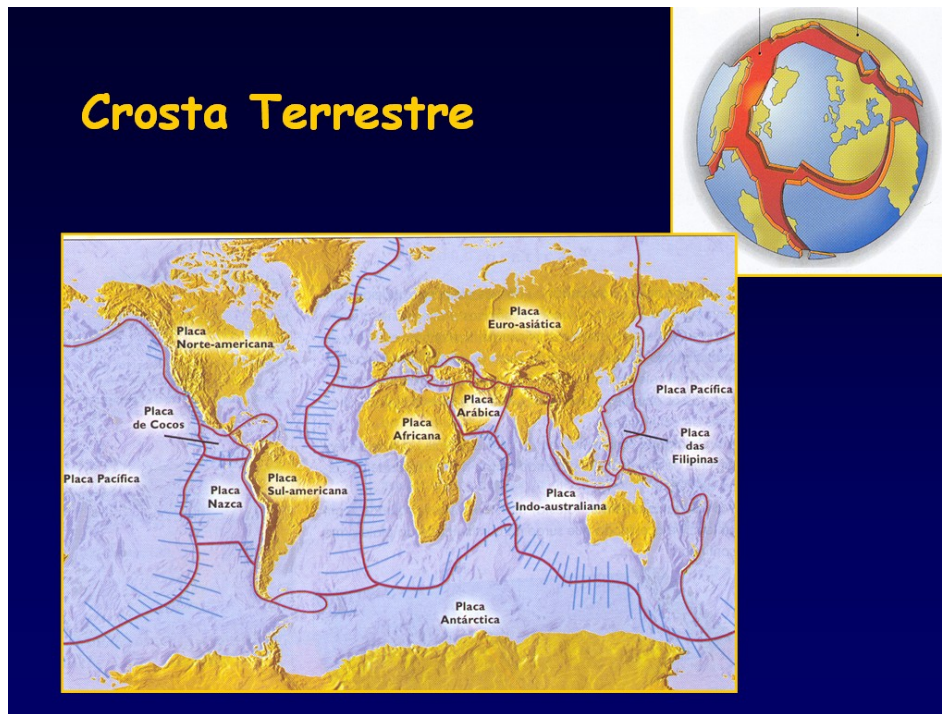 Crosta Terrestre
Placa
Norte-americana
Placa
Euro-asiática
Placa Pacífica
Placa
de Cocos
Placa
Arábica
Placa
Africana
Placa
das
Filipinas
Placa Pacífica
Placa
Nazca
Placa
Sul-americana
Placa
Indo-australiana
Placa
Antárctica